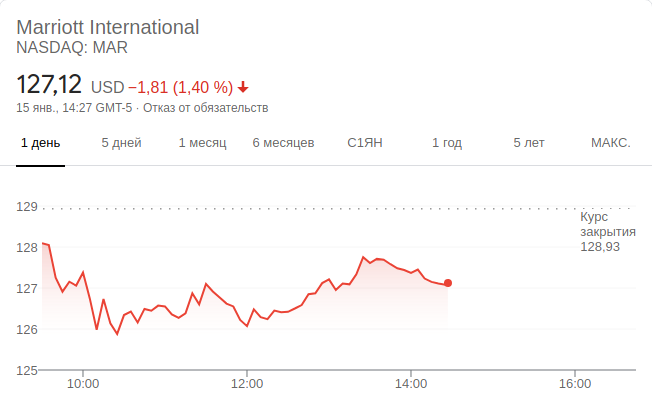 Marriott International
NASDAQ: MAR
127,12 USD −1,81 (1,40 %)
15 янв., 14:27 GMT-5 · Отказ от обязательств
1 день 5 дней 1 месяц 6 месяцев С1ЯН 1 год 5 лет МАКС.
129
Курс
закрытия
128,93
128
127
126
125
10:00 12:00 14:00 16:00